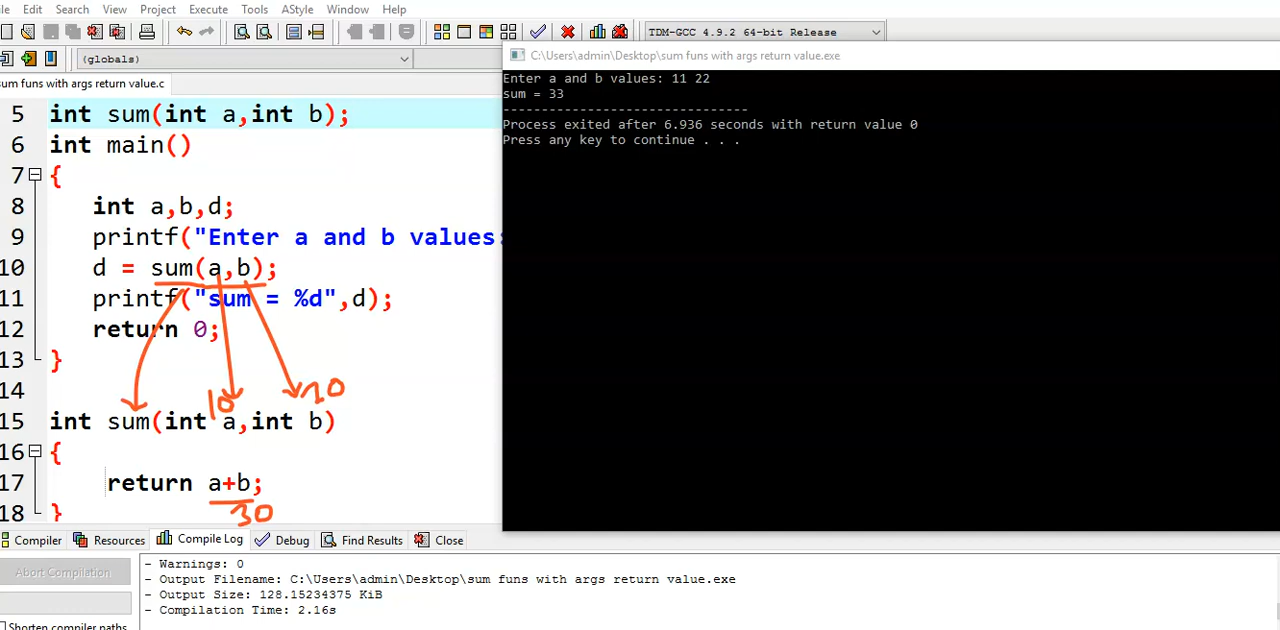 le Edit Search View Project Execute Tools AStyle Window Help
TDM-GCC 4.9.2 64-bit Release
(globals)
sum funs with args return value.c
5 int sum(int a,int b);
6 int main()
7 {
8 int a,b,d;
9 printf("Enter a and b values:
10 d = sum(a,b);
11 printf("sum = %d",d);
12 return 0;
13 }
14
10 20
15 int sum(int a,int b)
16 {
17 return a+b;
30
18 }
C:\Users\admin\Desktop\sum funs with args return value.exe
Enter a and b values: 11 22
sum = 33
--------------------------------
Process exited after 6.936 seconds with return value 0
Press any key to continue . . .
Compiler Resources Compile Log Debug Find Results Close
Abort Compilation
Shorten compiler paths
- Warnings: 0
- Output Filename: C:\Users\admin\Desktop\sum funs with args return value.exe
- Output Size: 128.15234375 KiB
- Compilation Time: 2.16s